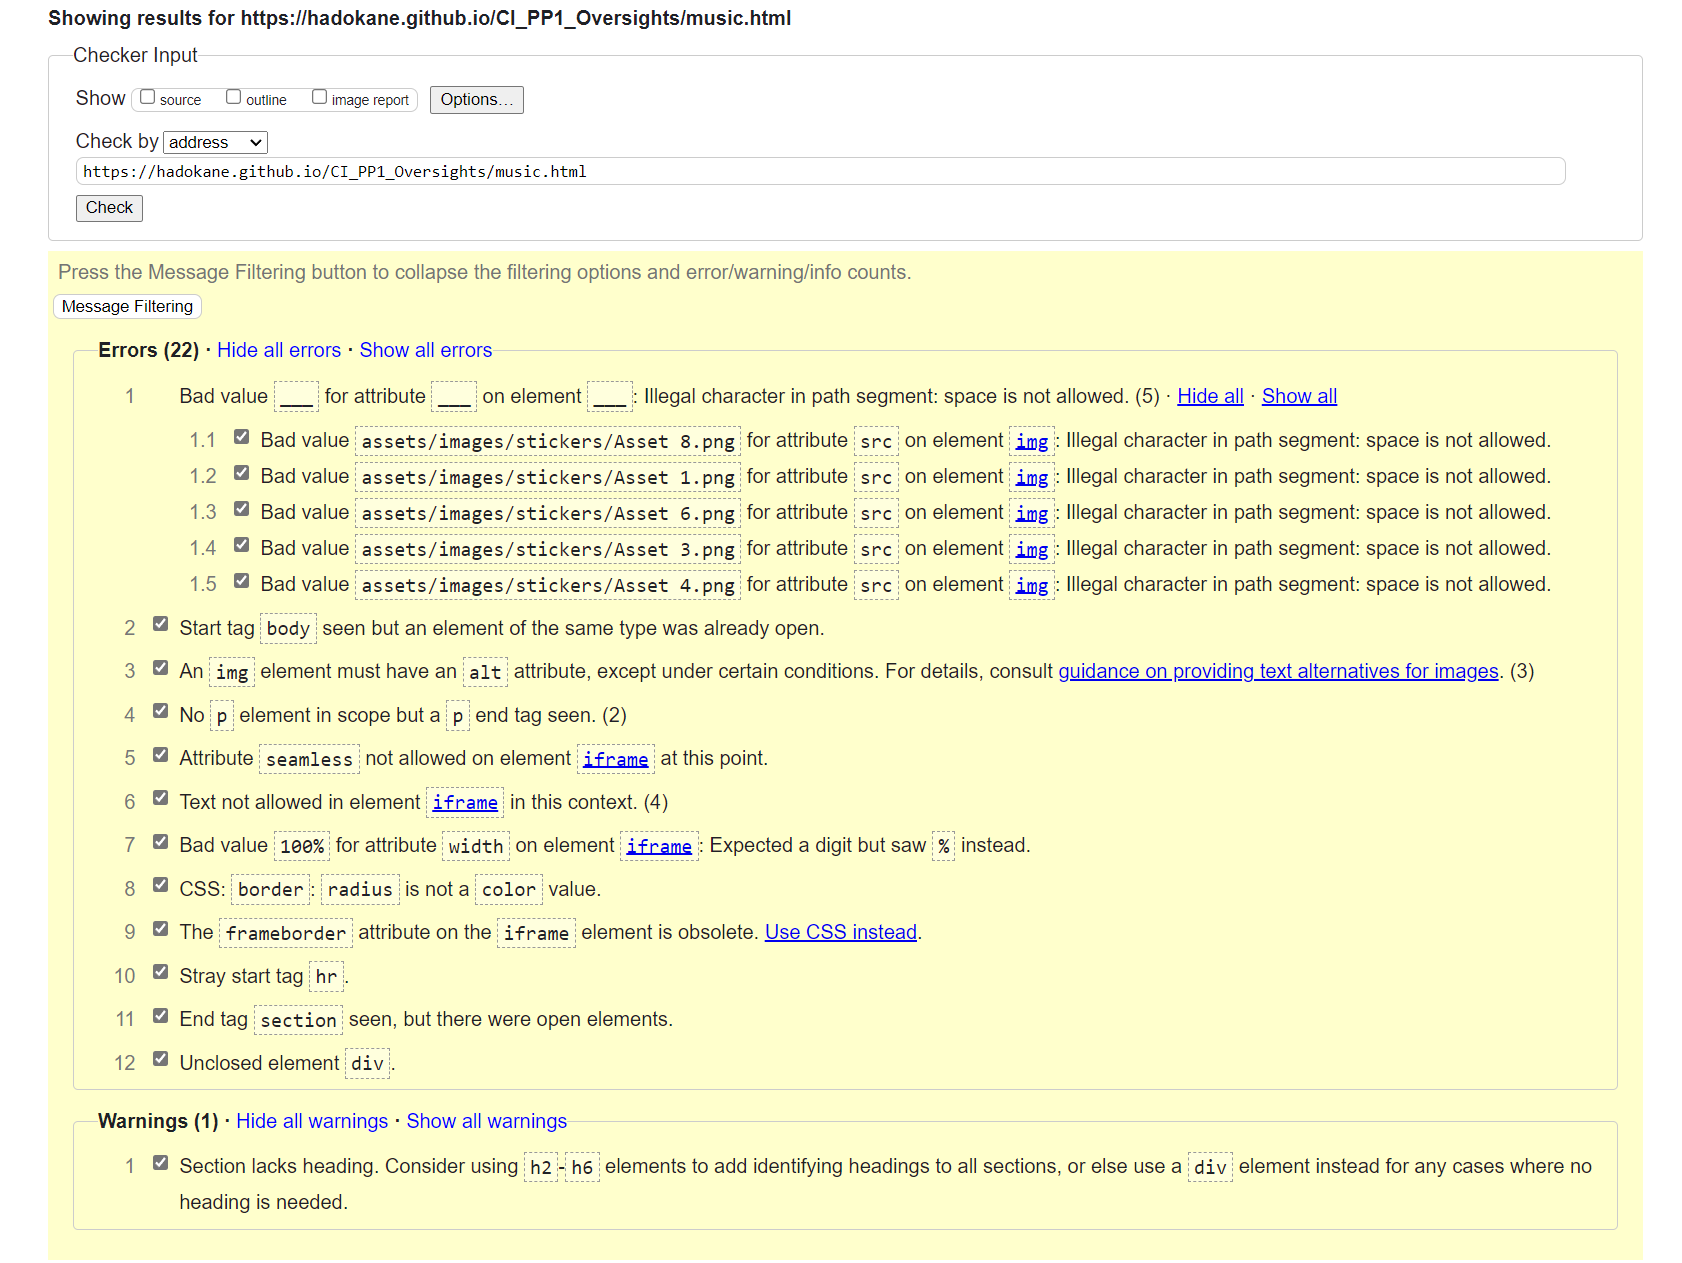 Showing results for https://hadokane.github.io/CI_PP1_Oversights/music.html
Checker Input
Show source outline image report Options...
Check by address
https://hadokane.github.io/CI_PP1_Oversights/music.html
Check
Press the Message Filtering button to collapse the filtering options and error/warning/info counts.
Message Filtering
Errors (22) · Hide all errors · Show all errors
1 Bad value ___ for attribute ___ on element ___: Illegal character in path segment: space is not allowed. (5) · Hide all · Show all
1.1 Bad value assets/images/stickers/Asset 8.png for attribute src on element img: Illegal character in path segment: space is not allowed.
1.2 Bad value assets/images/stickers/Asset 1.png for attribute src on element img: Illegal character in path segment: space is not allowed.
1.3 Bad value assets/images/stickers/Asset 6.png for attribute src on element img: Illegal character in path segment: space is not allowed.
1.4 Bad value assets/images/stickers/Asset 3.png for attribute src on element img: Illegal character in path segment: space is not allowed.
1.5 Bad value assets/images/stickers/Asset 4.png for attribute src on element img: Illegal character in path segment: space is not allowed.
2 Start tag body seen but an element of the same type was already open.
3 An img element must have an alt attribute, except under certain conditions. For details, consult guidance on providing text alternatives for images. (3)
4 No p element in scope but a p end tag seen. (2)
5 Attribute seamless not allowed on element iframe at this point.
6 Text not allowed in element iframe in this context. (4)
7 Bad value 100% for attribute width on element iframe: Expected a digit but saw % instead.
8 CSS: border: radius is not a color value.
9 The frameborder attribute on the iframe element is obsolete. Use CSS instead.
10 Stray start tag hr.
11 End tag section seen, but there were open elements.
12 Unclosed element div.
Warnings (1) · Hide all warnings · Show all warnings
1 Section lacks heading. Consider using h2-h6 elements to add identifying headings to all sections, or else use a div element instead for any cases where no
heading is needed.